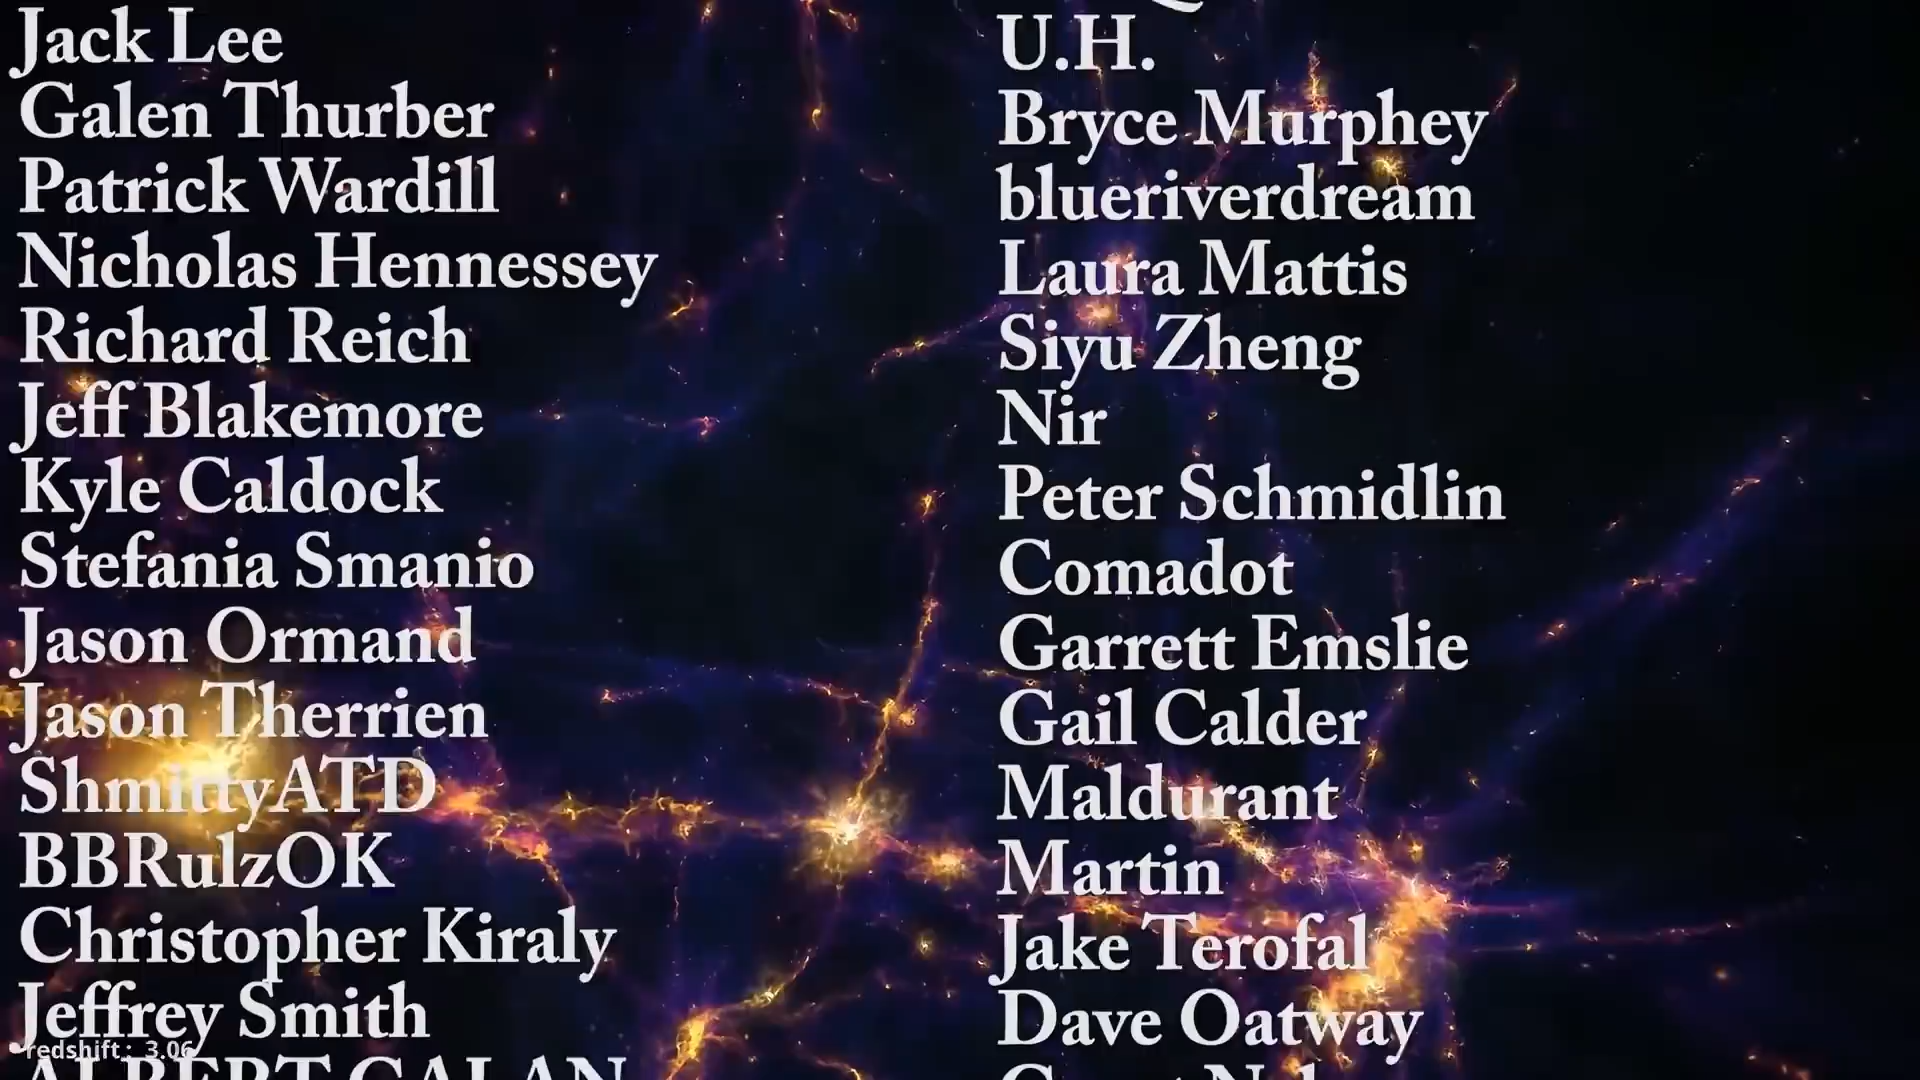 Jack Lee
Galen Thurber
Patrick Wardill
Nicholas Hennessey
Richard Reich
Jeff Blakemore
Kyle Caldock
Stefania Smanio
Jason Ormand
Jason Therrien
ShmittyATD
BBRulzOK
Christopher Kiraly
Jeffrey Smith
redshift: 3.06
ALBERT GALAN
U.H.
Bryce Murphey
blueriverdream
Laura Mattis
Siyu Zheng
Nir
Peter Schmidlin
Comadot
Garrett Emslie
Gail Calder
Maldurant
Martin
Jake Terofal
Dave Oatway